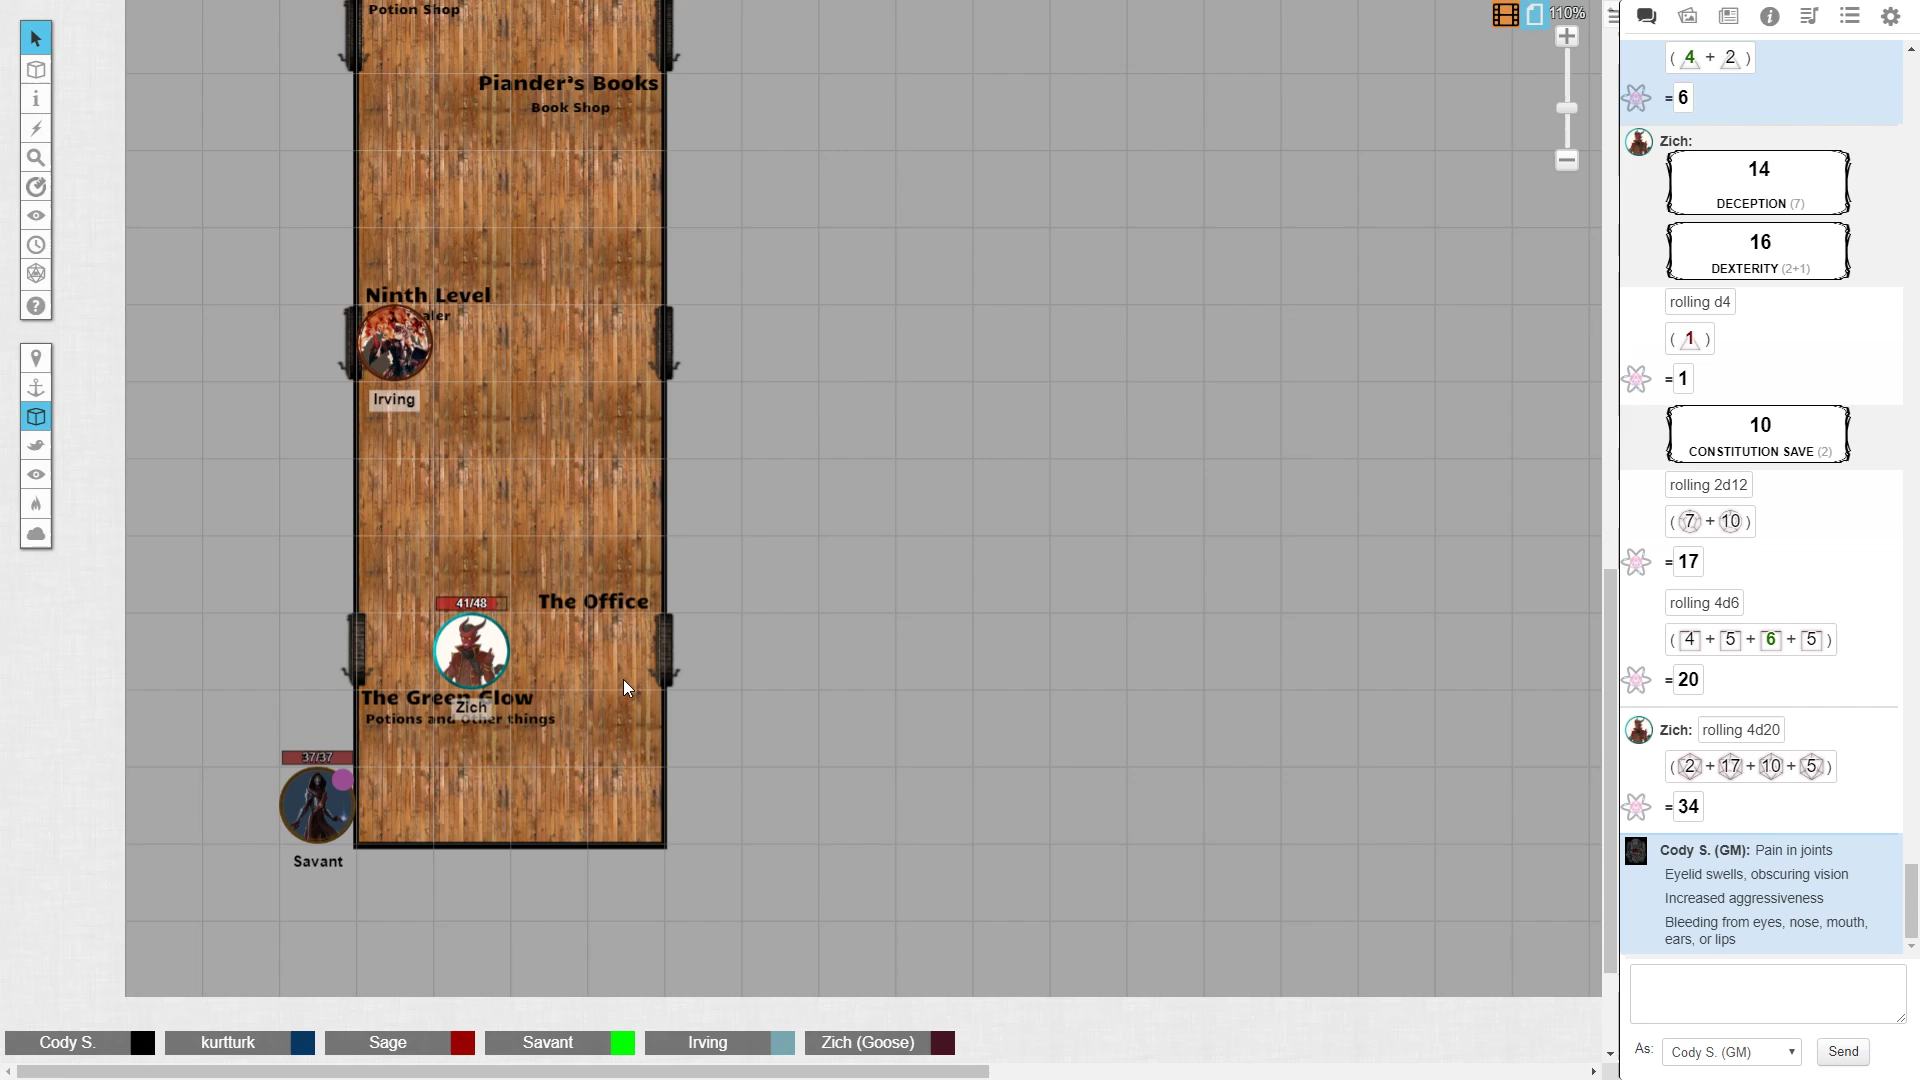 Potion Shop
Piander's Books
Book Shop
Ninth Level
Irving
41/48
The Office
The Green Glow
Zich
Potions and other things
37/37
Savant
110%
( 4 + 2 )
= 6
Zich:
14
DECEPTION (7)
16
DEXTERITY (2+1)
rolling d4
( 1 )
= 1
10
CONSTITUTION SAVE (2)
rolling 2d12
( 7 + 10 )
= 17
rolling 4d6
( 4 + 5 + 6 + 5 )
= 20
Zich: rolling 4d20
( 2 + 17 + 10 + 5 )
= 34
Cody S. (GM): Pain in joints
Eyelid swells, obscuring vision
Increased aggressiveness
Bleeding from eyes, nose, mouth,
ears, or lips
As: Cody S. (GM) Send
Cody S. kurtturk Sage Savant Irving Zich (Goose)